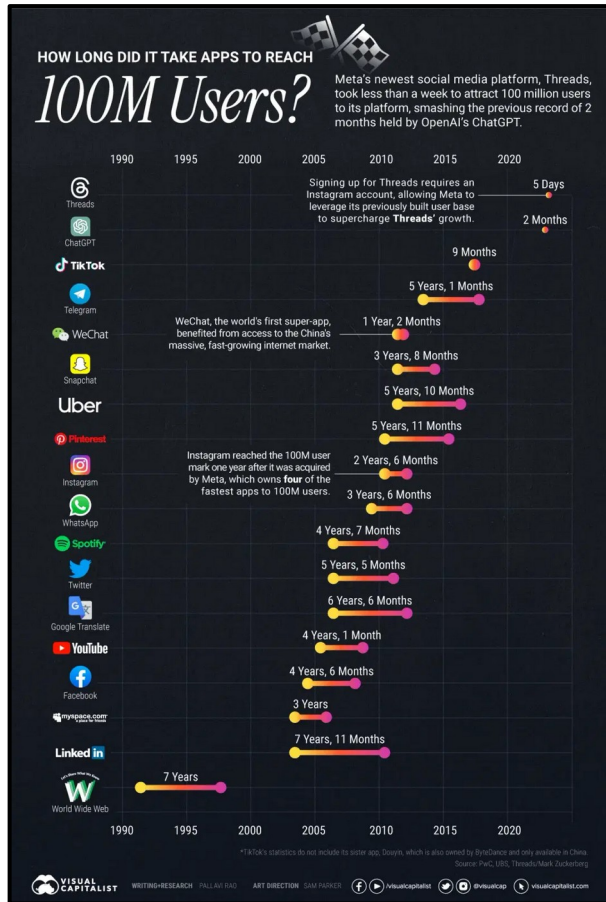 HOW LONG DID IT TAKE APPS TO REACH
100M Users?
Meta's newest social media platform, Threads,
took less than a week to attract 100 million users
to its platform, smashing the previous record of 2
months held by OpenAI's ChatGPT.
1990 1995 2000 2005 2010 2015 2020
Threads
Signing up for Threads requires an
Instagram account, allowing Meta to
leverage its previously built user base
to supercharge Threads' growth.
5 Days
ChatGPT
2 Months
TikTok
9 Months
Telegram
5 Years, 1 Months
WeChat
WeChat, the world's first super-app,
benefited from access to the China's
massive, fast-growing internet market.
1 Year, 2 Months
Snapchat
3 Years, 8 Months
Uber
5 Years, 10 Months
Pinterest
5 Years, 11 Months
Instagram
Instagram reached the 100M user
mark one year after it was acquired
by Meta, which owns four of the
fastest apps to 100M users.
2 Years, 6 Months
WhatsApp
3 Years, 6 Months
Spotify
4 Years, 7 Months
Twitter
5 Years, 5 Months
Google Translate
6 Years, 6 Months
YouTube
4 Years, 1 Month
Facebook
4 Years, 6 Months
myspace.com
a place for friends
3 Years
Linked in
7 Years, 11 Months
Let's Share What We Know
W
World Wide Web
7 Years
1990 1995 2000 2005 2010 2015 2020
*TikTok's statistics do not include its sister app, Douyin, which is also owned by ByteDance and only available in China.
Source: PwC, UBS, Threads/Mark Zuckerberg
VISUAL
CAPITALIST
WRITING+RESEARCH PALLAVI RAO ART DIRECTION SAM PARKER /visualcapitalist @visualcap visualcapitalist.com